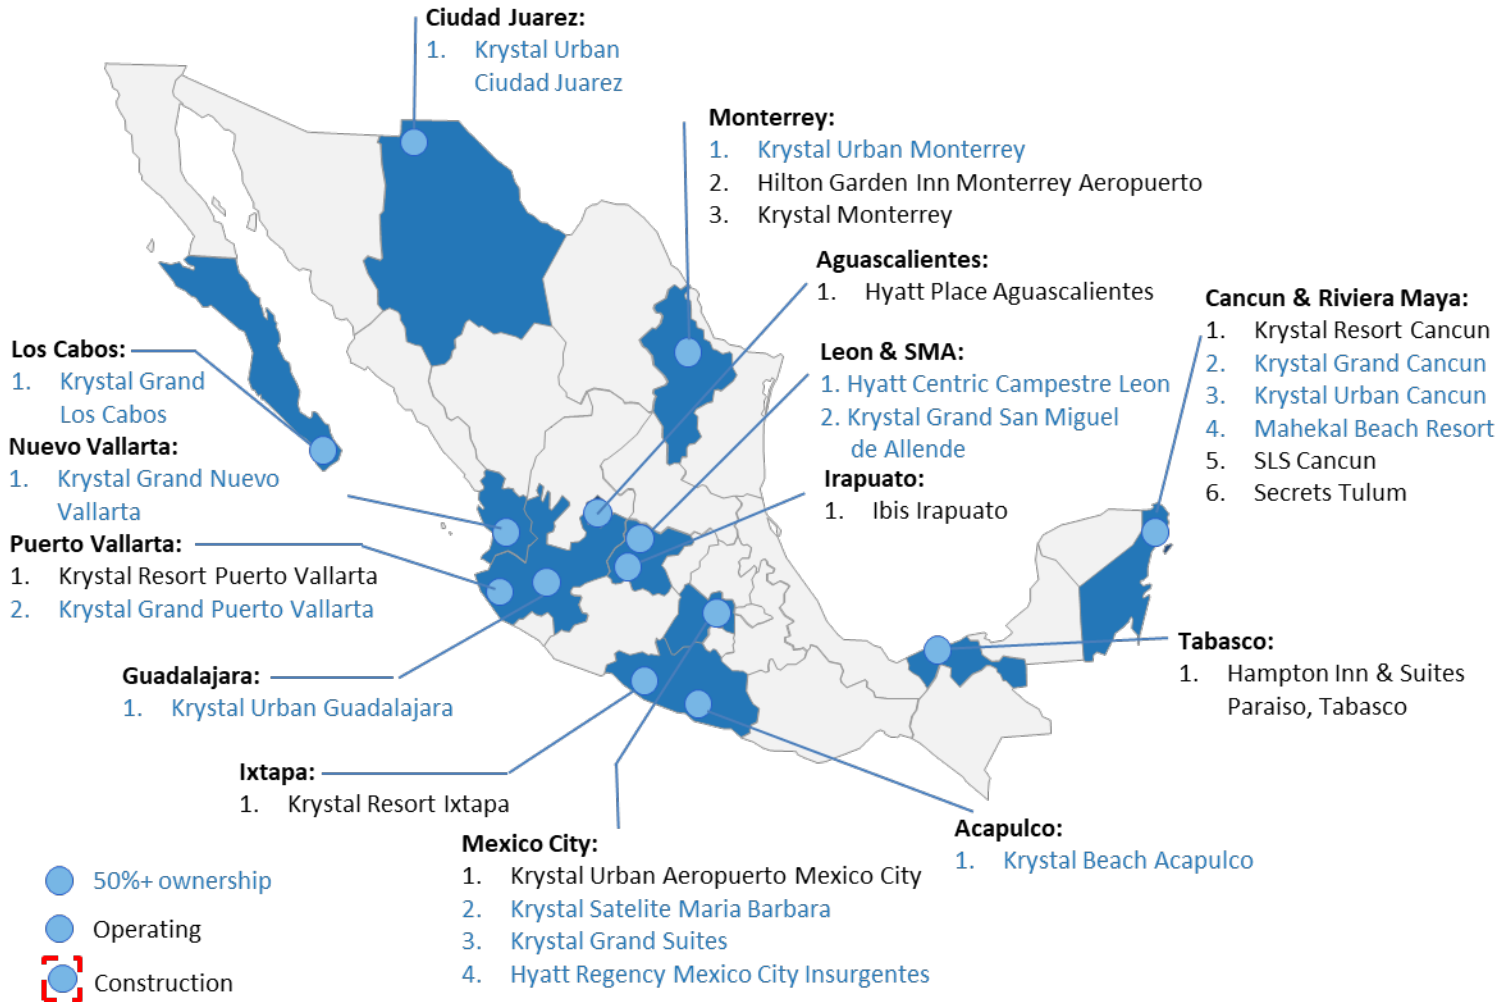 Ciudad Juarez:
1. Krystal Urban
Ciudad Juarez
Monterrey:
1. Krystal Urban Monterrey
2. Hilton Garden Inn Monterrey Aeropuerto
3. Krystal Monterrey
Aguascalientes:
1. Hyatt Place Aguascalientes
Cancun & Riviera Maya:
1. Krystal Resort Cancun
2. Krystal Grand Cancun
3. Krystal Urban Cancun
4. Mahekal Beach Resort
5. SLS Cancun
6. Secrets Tulum
Leon & SMA:
1. Hyatt Centric Campestre Leon
2. Krystal Grand San Miguel
de Allende
Irapuato:
1. Ibis Irapuato
Los Cabos:
1. Krystal Grand
Los Cabos
Nuevo Vallarta:
1. Krystal Grand Nuevo
Vallarta
Puerto Vallarta:
1. Krystal Resort Puerto Vallarta
2. Krystal Grand Puerto Vallarta
Guadalajara:
1. Krystal Urban Guadalajara
Tabasco:
1. Hampton Inn & Suites
Paraiso, Tabasco
Ixtapa:
1. Krystal Resort Ixtapa
Mexico City:
1. Krystal Urban Aeropuerto Mexico City
2. Krystal Satelite Maria Barbara
3. Krystal Grand Suites
4. Hyatt Regency Mexico City Insurgentes
Acapulco:
1. Krystal Beach Acapulco
50%+ ownership
Operating
Construction